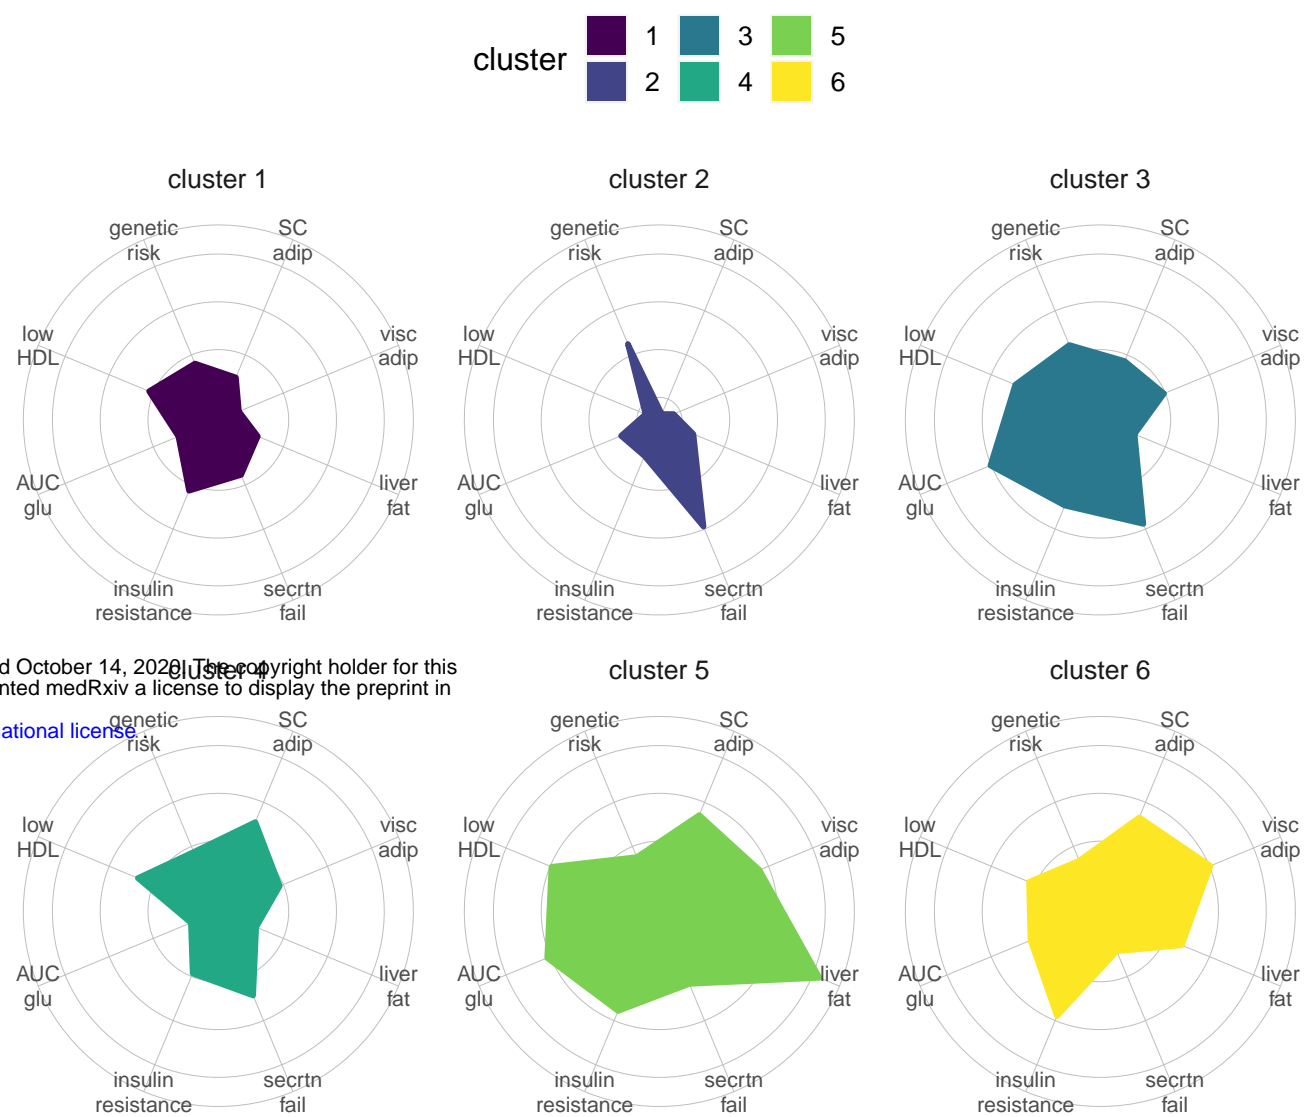 cluster
1
3
5
2
4
6
cluster 1
cluster 2
cluster 3
genetic
risk
SC
adip
visc
adip
liver
fat
secrtn
fail
insulin
resistance
AUC
glu
low
HDL
genetic
risk
SC
adip
visc
adip
liver
fat
secrtn
fail
insulin
resistance
AUC
glu
low
HDL
genetic
risk
SC
adip
visc
adip
liver
fat
secrtn
fail
insulin
resistance
AUC
glu
low
HDL
d October 14, 2020. The copyright holder for this
nted medRxiv a license to display the preprint in
ational license .
cluster 4
cluster 5
cluster 6
genetic
risk
SC
adip
visc
adip
liver
fat
secrtn
fail
insulin
resistance
AUC
glu
low
HDL
genetic
risk
SC
adip
visc
adip
liver
fat
secrtn
fail
insulin
resistance
AUC
glu
low
HDL
genetic
risk
SC
adip
visc
adip
liver
fat
secrtn
fail
insulin
resistance
AUC
glu
low
HDL